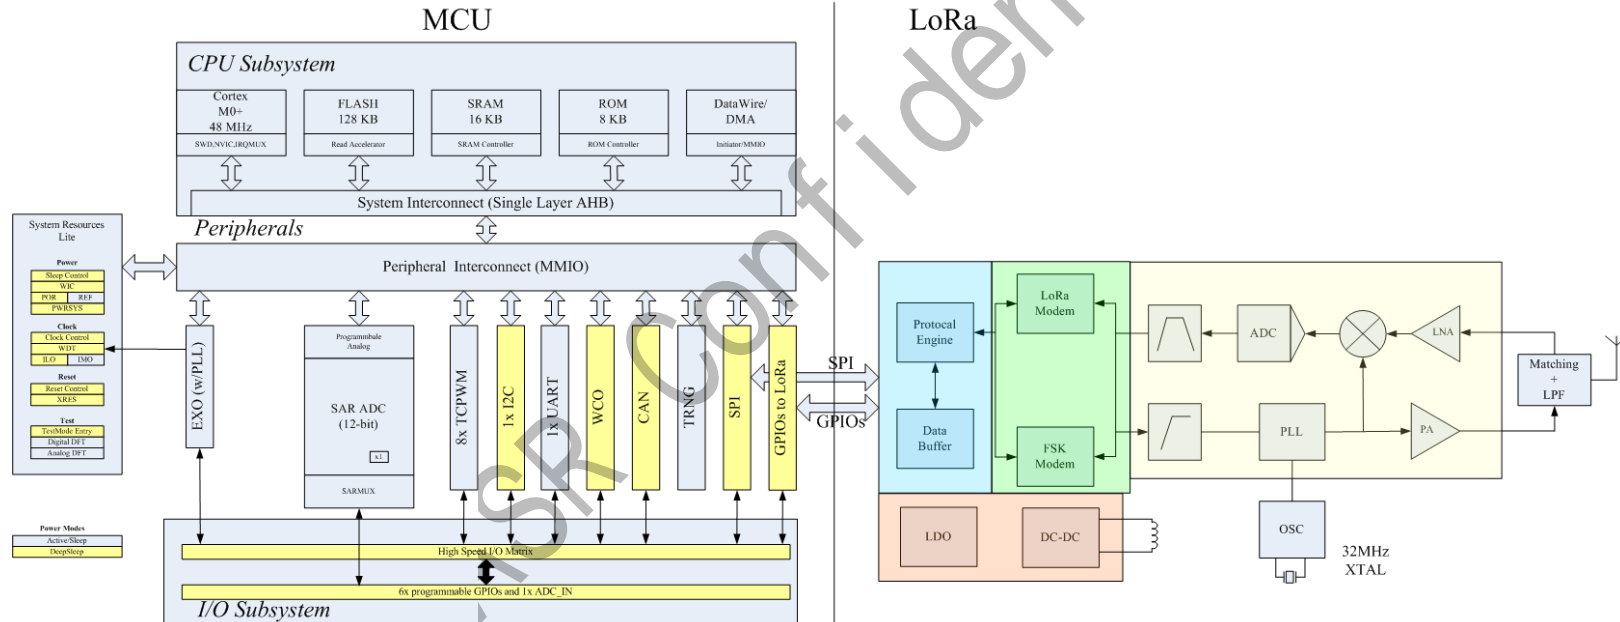 MCU
LoRa
CPU Subsystem
Cortex
M0+
48 MHz
SWD,NVIC,IRQMUX
FLASH
128 KB
Read Accelerator
SRAM
16 KB
SRAM Controller
ROM
8 KB
ROM Controller
DataWire/
DMA
Initiator/MMIO
System Interconnect (Single Layer AHB)
Peripherals
Peripheral Interconnect (MMIO)
System Resources
Lite
Power
Sleep Control
WIC
POR
REF
PWRSYS
Clock
Clock Control
WDT
ILO
IMO
Reset
Reset Control
XRES
Test
TestMode Entry
Digital DFT
Analog DFT
Power Modes
Active/Sleep
DeepSleep
EXO (w/PLL)
Programmbale
Analog
SAR ADC
(12-bit)
x1
SARMUX
8x TCPWM
1x I2C
1x UART
WCO
CAN
TRNG
SPI
GPIOs to LoRa
High Speed I/O Matrix
6x programmable GPIOs and 1x ADC_IN
I/O Subsystem
SPI
GPIOs
Protocal
Engine
Data
Buffer
LoRa
Modem
FSK
Modem
ADC
LNA
PLL
PA
Matching
+
LPF
OSC
32MHz
XTAL
LDO
DC-DC
SR Confiden